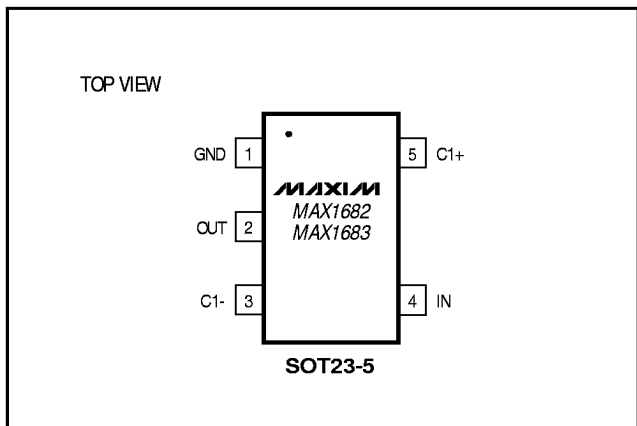 TOP VIEW
GND 1
5 C1+
MAXIM
MAX1682
MAX1683
OUT 2
C1- 3
4 IN
SOT23-5